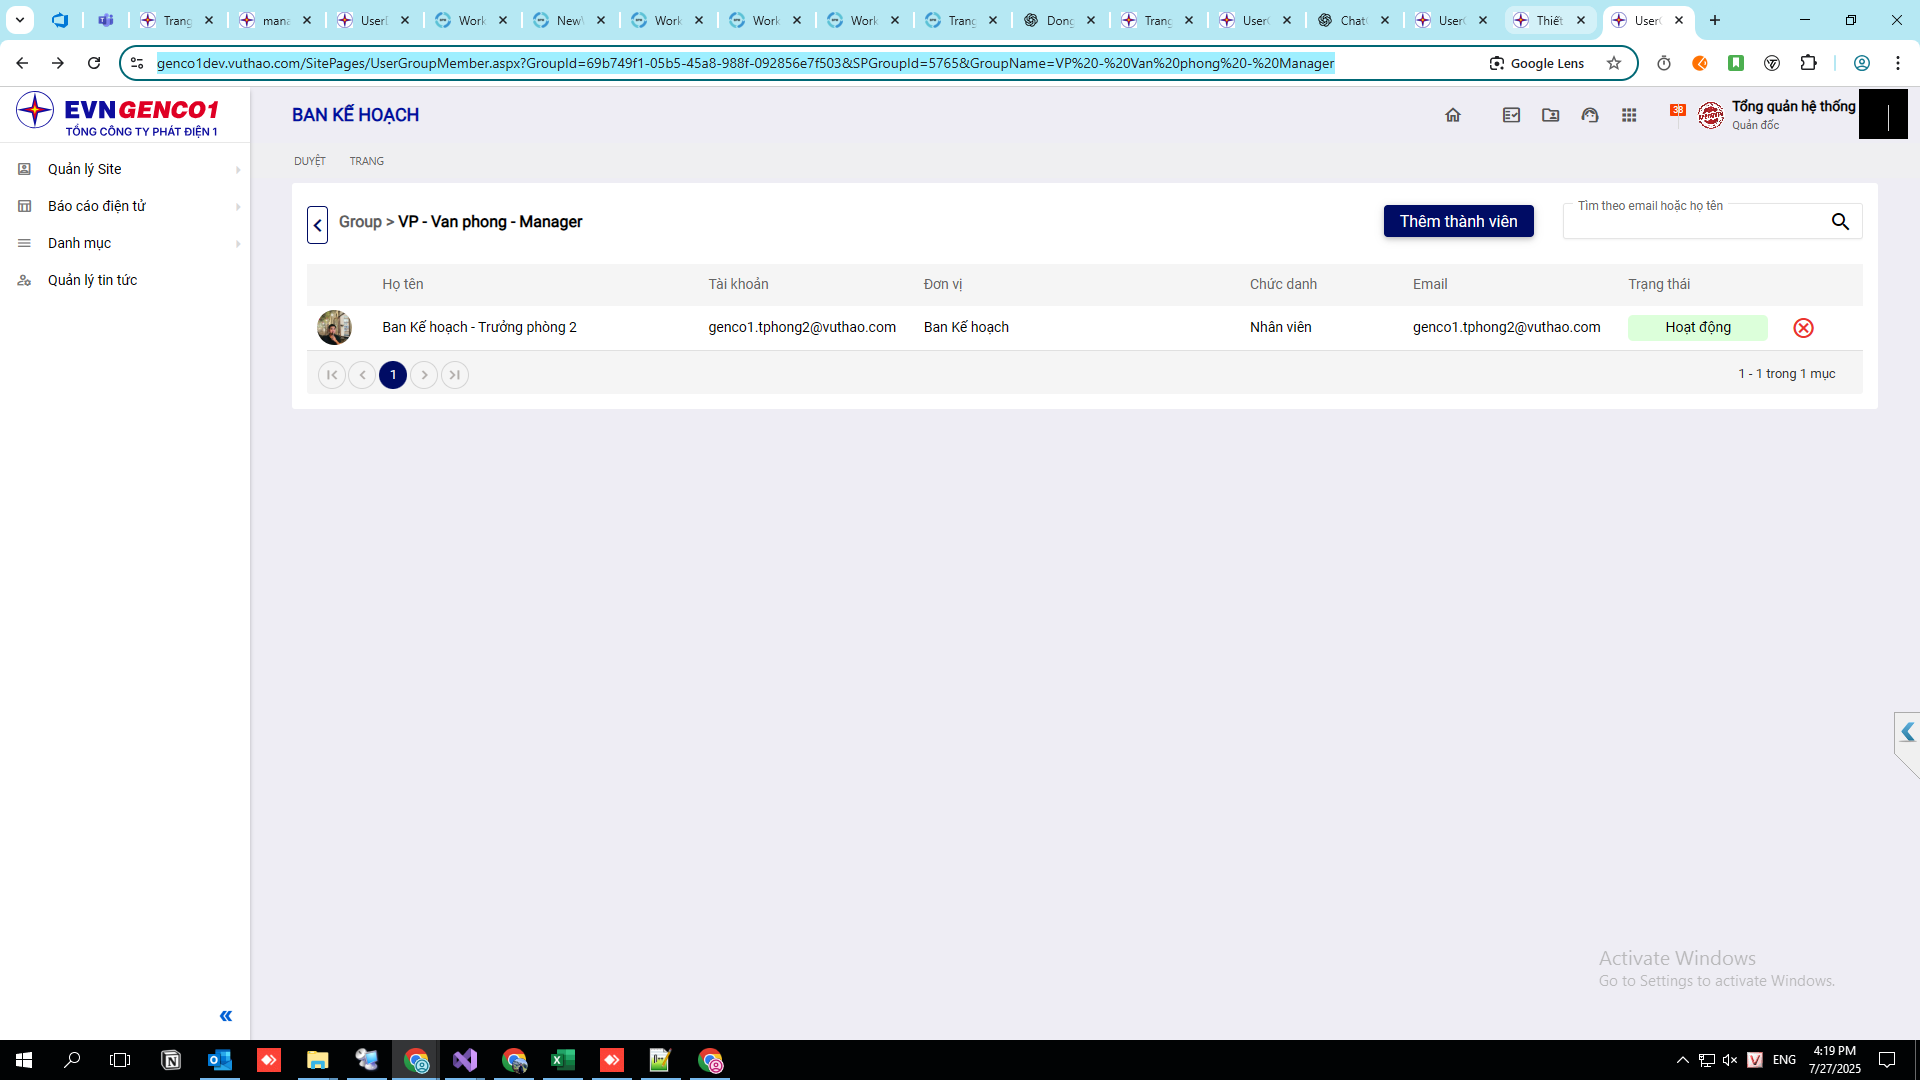 Trang
mana
UserD
Work
New
Work
Work
Work
Trang
Dong
Trang
User
Chat
User
Thiết
User
genco1dev.vuthao.com/SitePages/UserGroupMember.aspx?GroupId=69b749f1-05b5-45a8-988f-092856e7f503&SPGroupId=5765&GroupName=VP%20-%20Van%20phong%20-%20Manager
Google Lens
EVNGENCO1
TỔNG CÔNG TY PHÁT ĐIỆN 1
BAN KẾ HOẠCH
38
Tổng quản hệ thống
Quản đốc
DUYỆT
TRANG
Quản lý Site
Báo cáo điện tử
Danh mục
Quản lý tin tức
Group > VP - Van phong - Manager
Thêm thành viên
Tìm theo email hoặc họ tên
Họ tên
Tài khoản
Đơn vị
Chức danh
Email
Trạng thái
Ban Kế hoạch - Trưởng phòng 2
genco1.tphong2@vuthao.com
Ban Kế hoạch
Nhân viên
genco1.tphong2@vuthao.com
Hoạt động
1
1 - 1 trong 1 mục
Activate Windows
Go to Settings to activate Windows.
ENG
4:19 PM
7/27/2025